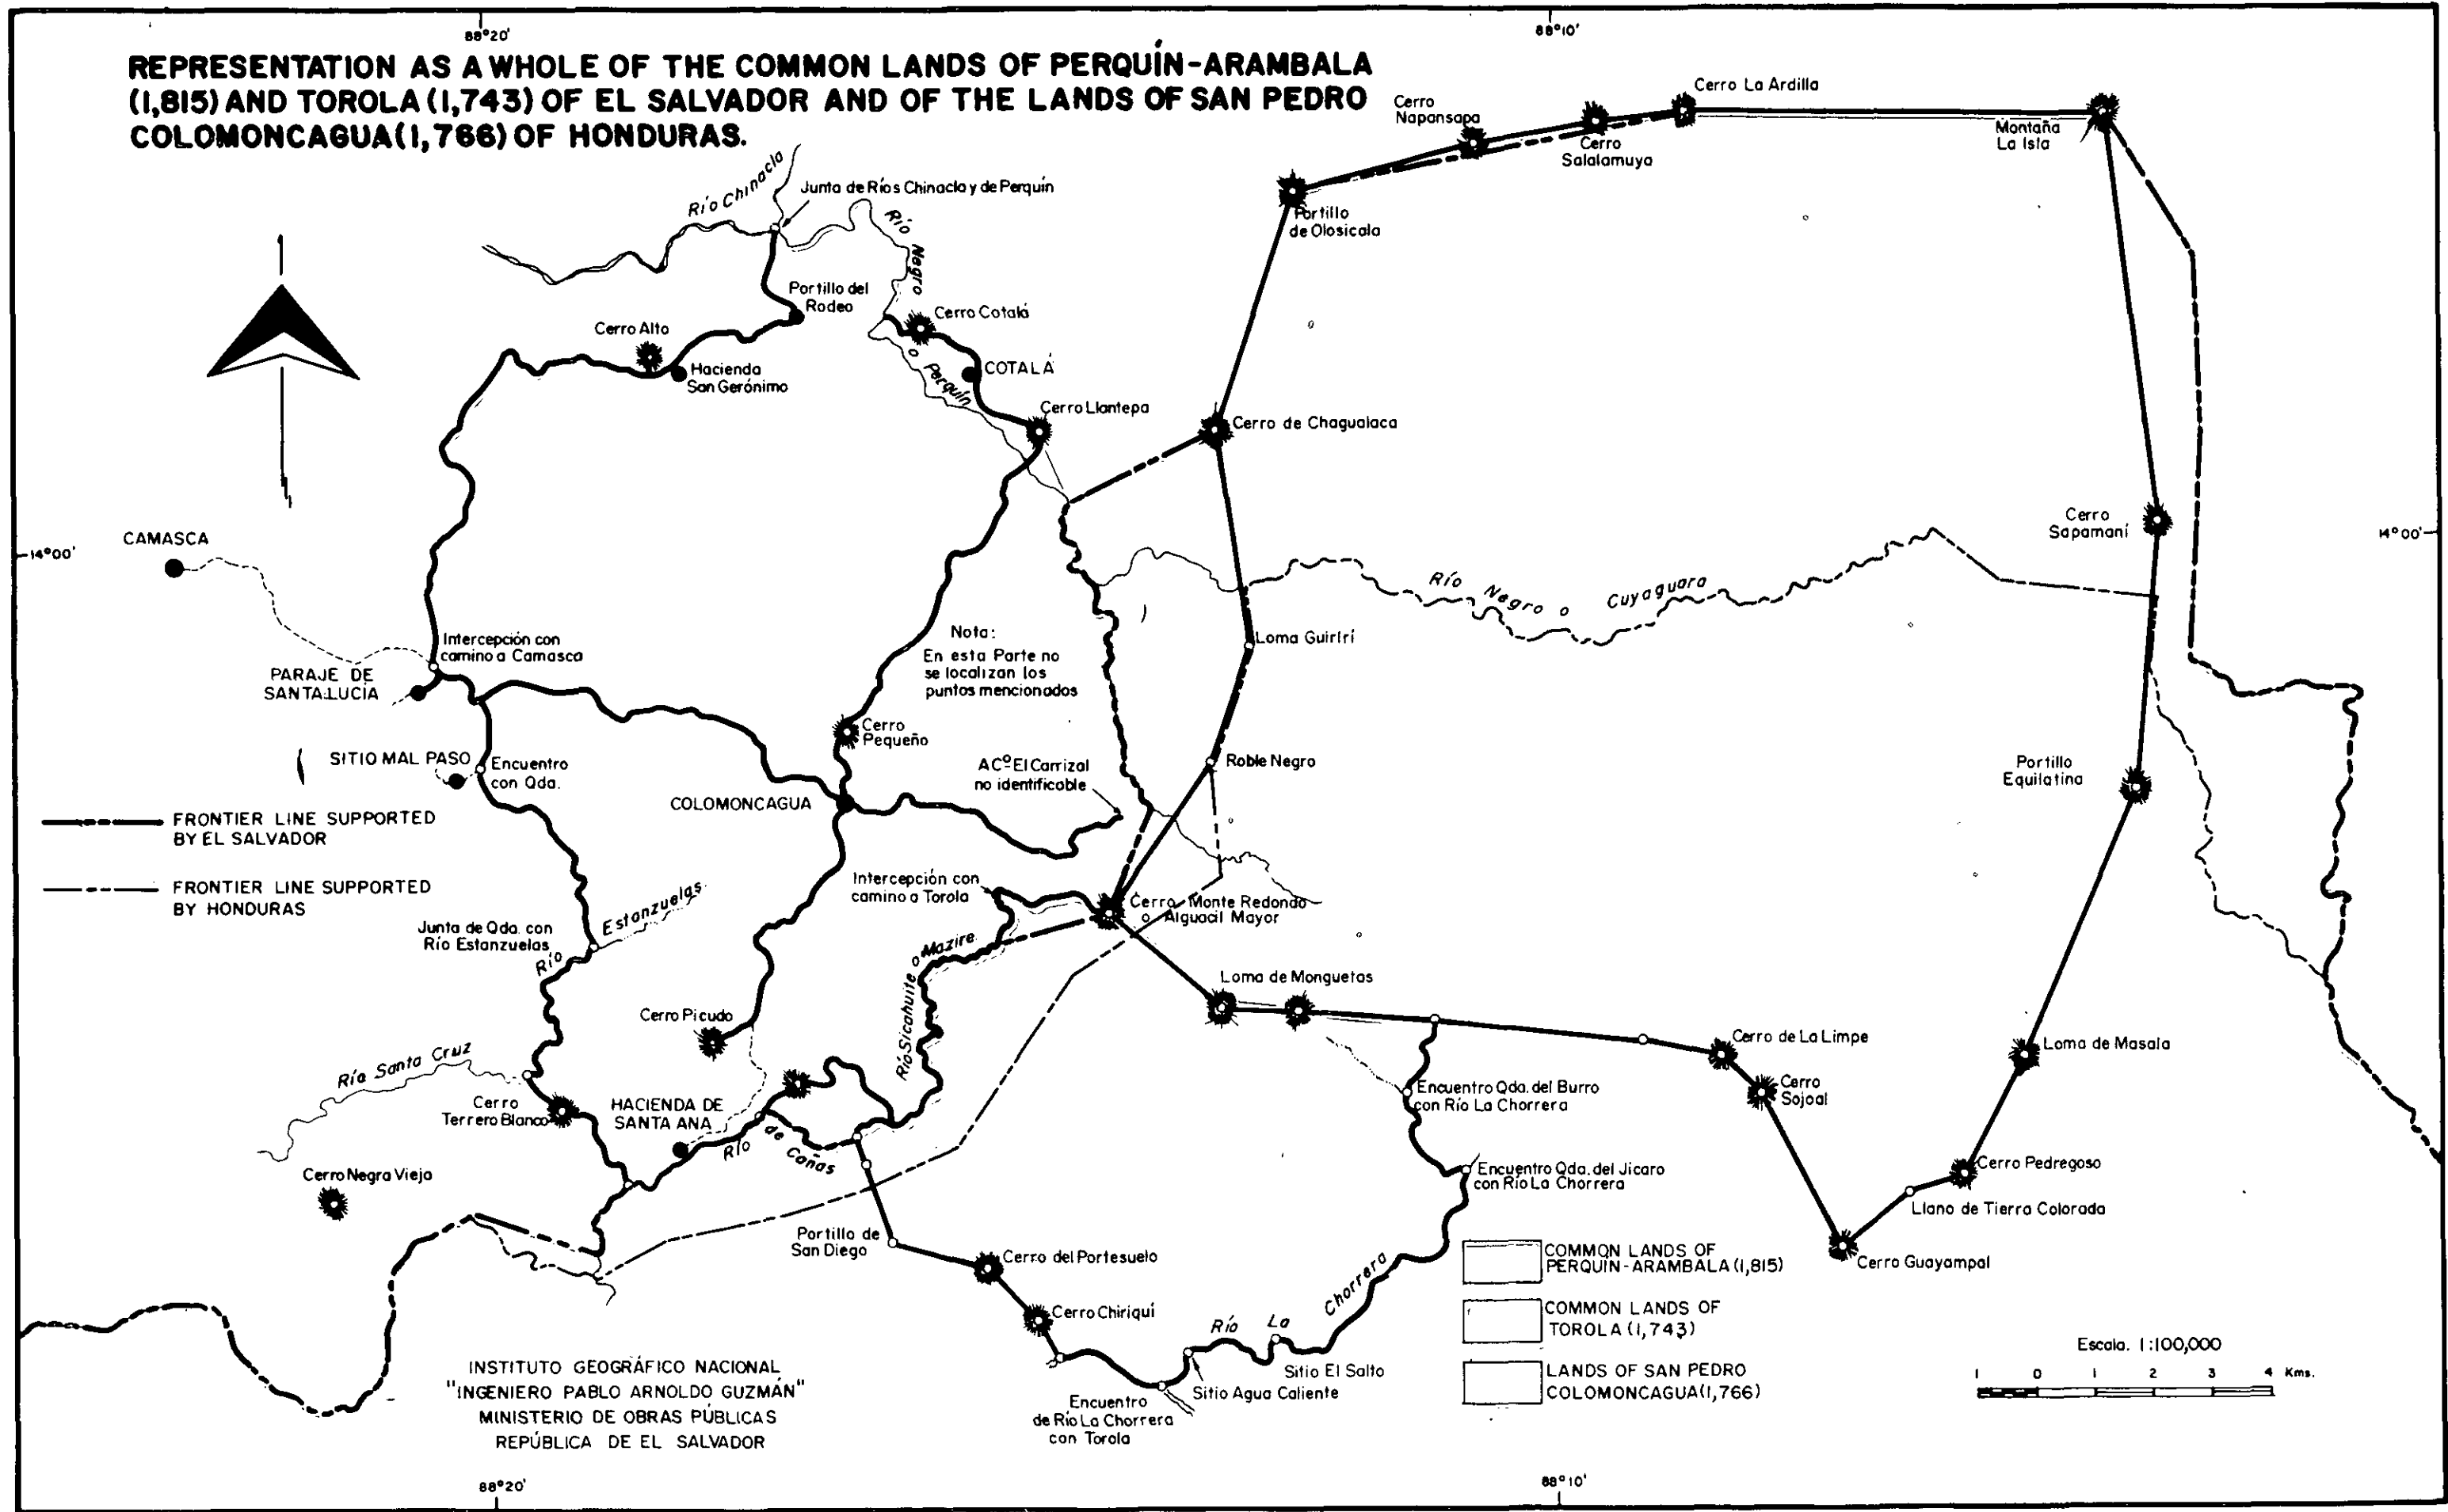 88°20'
88°10'
REPRESENTATION AS A WHOLE OF THE COMMON LANDS OF PERQUÍN-ARAMBALA
(1,815) AND TOROLA (1,743) OF EL SALVADOR AND OF THE LANDS OF SAN PEDRO
COLOMONCAGUA (1,766) OF HONDURAS.
Cerro La Ardilla
Cerro
Napansapa
Cerro
Salalamuya
Montaña
La Isla
Portillo
de Olosicala
Río Chinacla
Junta de Ríos Chinacla y de Perquín
Río Negro
o Perquín
Portillo del
Rodeo
Cerro Cotalá
Cerro Alto
COTALÁ
Hacienda
San Gerónimo
Cerro Llantepa
Cerro de Chagualaca
Cerro
Sapamaní
14°00'
14°00'
CAMASCA
Río Negro o Cuyaguara
Intercepción con
camino a Camasca
Nota:
En esta Parte no
se localizan los
puntos mencionados
Loma Guirirí
PARAJE DE
SANTA LUCÍA
Cerro
Pequeño
SITIO MAL PASO
Encuentro
con Qda.
ACº El Carrizal
no identificable
Roble Negro
Portillo
Equilatina
COLOMONCAGUA
FRONTIER LINE SUPPORTED
BY EL SALVADOR
FRONTIER LINE SUPPORTED
BY HONDURAS
Intercepción con
camino a Torola
Cerro Monte Redondo
o Alguacil Mayor
Junta de Qda. con
Río Estanzuelas
Río Estanzuelas
Río Sicahuite o Mazire
Loma de Monguetas
Cerro Picudo
Cerro de La Limpe
Loma de Masala
Río Santa Cruz
Cerro
Terrero Blanco
HACIENDA DE
SANTA ANA
Río de Cañas
Encuentro Qda. del Burro
con Río La Chorrera
Cerro
Sojoal
Cerro Negra Vieja
Encuentro Qda. del Jicaro
con Río La Chorrera
Cerro Pedregoso
Llano de Tierra Colorada
Portillo de
San Diego
Cerro del Portesuelo
Cerro Guayampal
Cerro Chiriquí
Río La Chorrera
Sitio El Salto
Sitio Agua Caliente
Encuentro
de Río La Chorrera
con Torola
COMMON LANDS OF
PERQUIN-ARAMBALA (1,815)
COMMON LANDS OF
TOROLA (1,743)
LANDS OF SAN PEDRO
COLOMONCAGUA (1,766)
Escala. 1:100,000
1 0 1 2 3 4 Kms.
INSTITUTO GEOGRÁFICO NACIONAL
"INGENIERO PABLO ARNOLDO GUZMÁN"
MINISTERIO DE OBRAS PÚBLICAS
REPÚBLICA DE EL SALVADOR
88°20'
88°10'